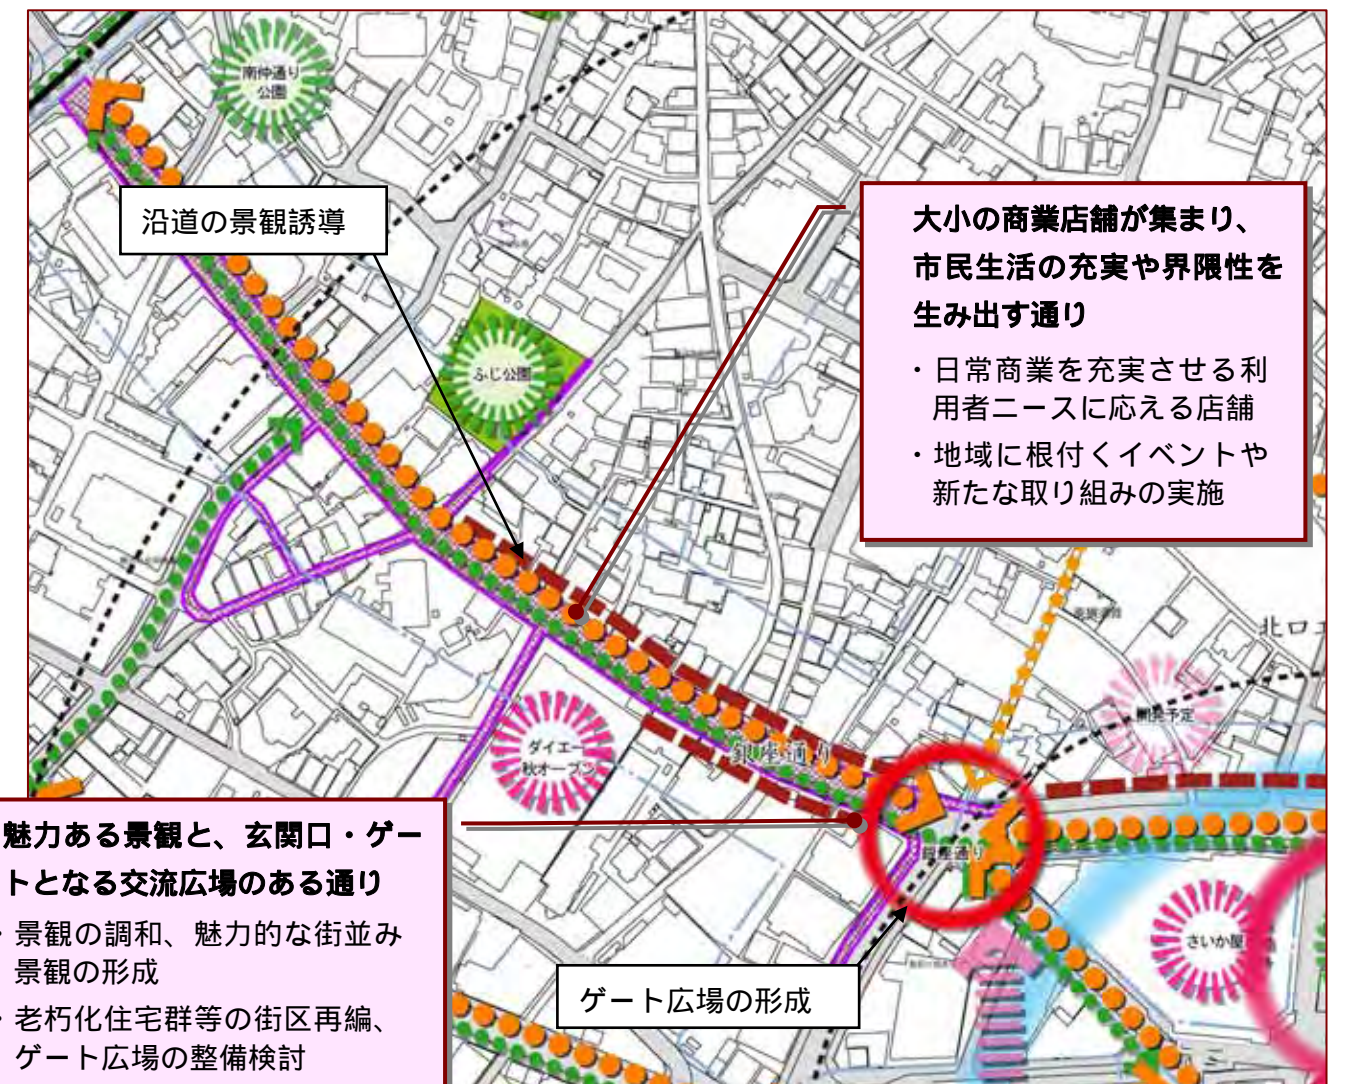 南仲通り
公園
沿道の景観誘導
大小の商業店舗が集まり、
市民生活の充実や界隈性を
生み出す通り
・日常商業を充実させる利
用者ニースに応える店舗
・地域に根付くイベントや
新たな取り組みの実施
ふじ公園
北口
開発予定
ダイエー
秋オープン
銀座通り
銀座通り
さいか屋
魅力ある景観と、玄関口・ゲー
トとなる交流広場のある通り
・景観の調和、魅力的な街並み
景観の形成
・老朽化住宅群等の街区再編、
ゲート広場の整備検討
ゲート広場の形成